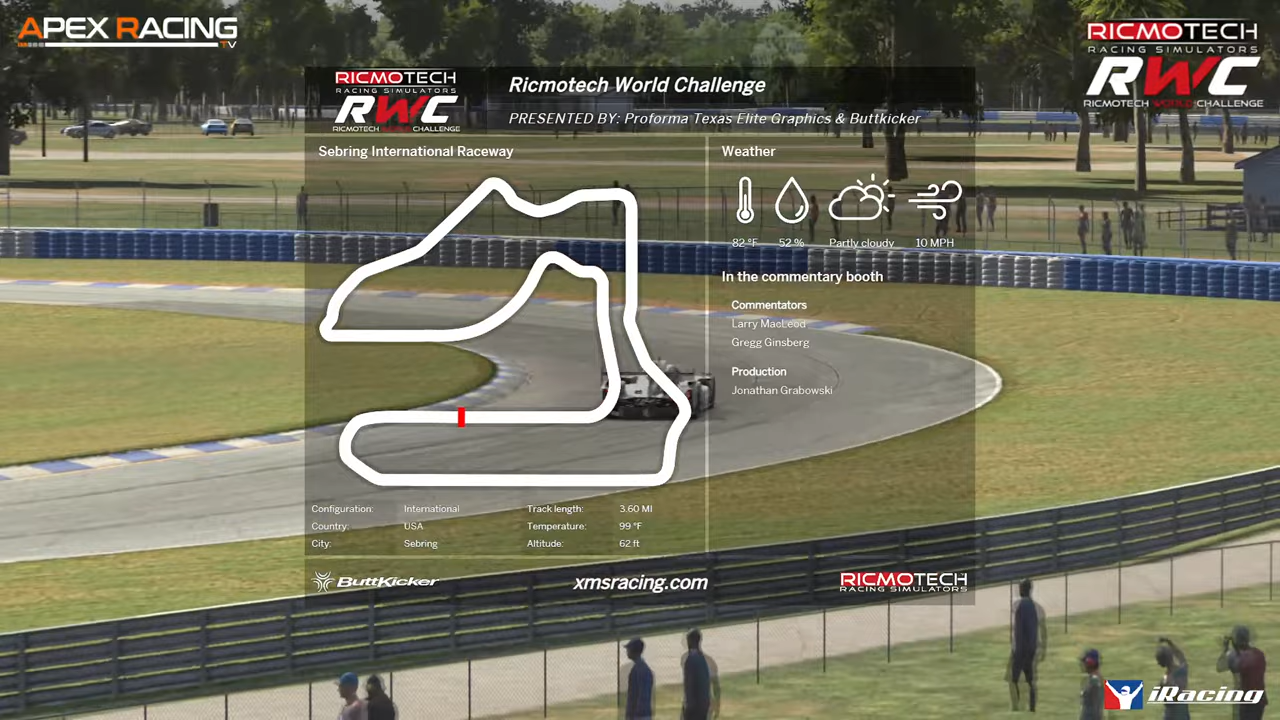 APEX RACING
TV
RICMOTECH
RACING SIMULATORS
RWC
RICMOTECH WORLD CHALLENGE
RICMOTECH
RACING SIMULATORS
RWC
RICMOTECH WORLD CHALLENGE
Ricmotech World Challenge
PRESENTED BY: Proforma Texas Elite Graphics & Buttkicker
Sebring International Raceway
Configuration: International
Country: USA
City: Sebring
Track length: 3.60 MI
Temperature: 99 °F
Altitude: 62 ft
Weather
82 °F 52 % Partly cloudy 10 MPH
In the commentary booth
Commentators
Larry MacLeod
Gregg Ginsberg
Production
Jonathan Grabowski
ButtKicker
xmsracing.com
RICMOTECH
RACING SIMULATORS
iRacing